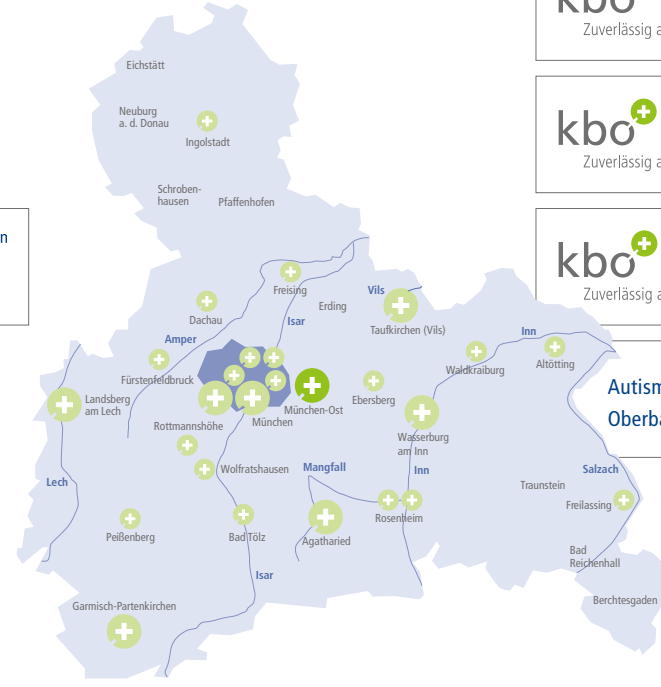 kbo
Zuverlässig a
Eichstätt
kbo
Neuburg
a. d. Donau
Ingolstadt
Zuverlässig a
Schroben-
hausen
Pfaffenhofen
n
kbo
Freising
Vils
Zuverlässig a
Erding
Dachau
Isar
Taufkirchen (Vils)
Amper
Inn
Altötting
Waldkraiburg
Fürstenfeldbruck
Autism
Oberba
Landsberg
am Lech
Ebersberg
München-Ost
München
Rottmannshöhe
Wasserburg
am Inn
Wolfratshausen
Mangfall
Inn
Salzach
Lech
Traunstein
Freilassing
Rosenheim
Peißenberg
Bad Tölz
Agatharied
Bad
Reichenhall
Isar
Berchtesgaden
Garmisch-Partenkirchen